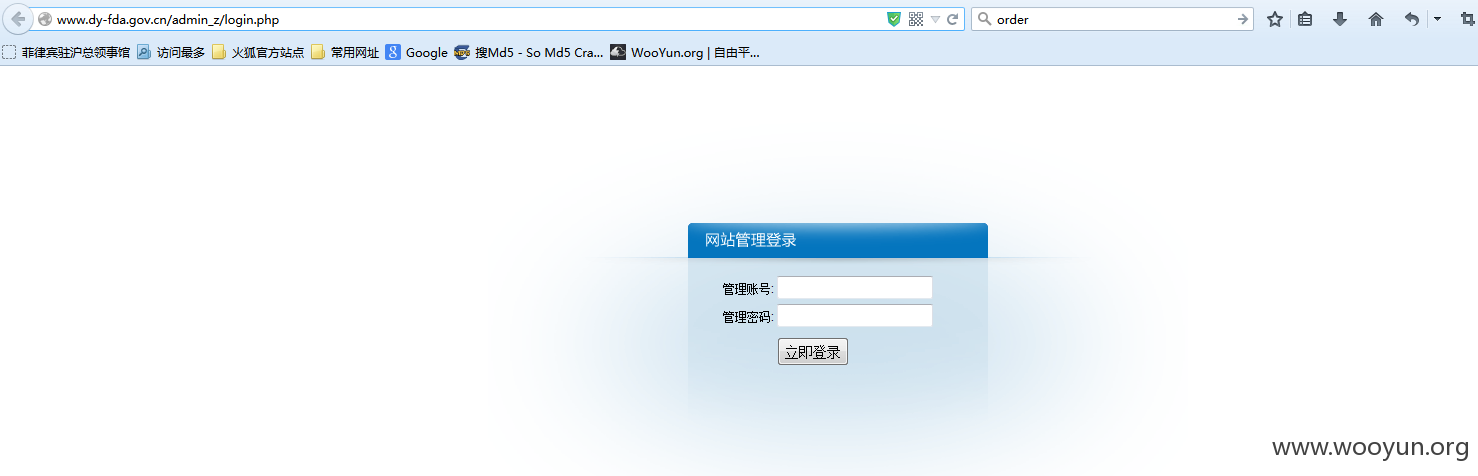 www.dy-fda.gov.cn/admin_z/login.php
order
菲律宾驻沪总领事馆 访问最多 火狐官方站点 常用网址 Google 搜Md5 - So Md5 Cra... WooYun.org | 自由平...
网站管理登录
管理账号:
管理密码:
立即登录
www.wooyun.org